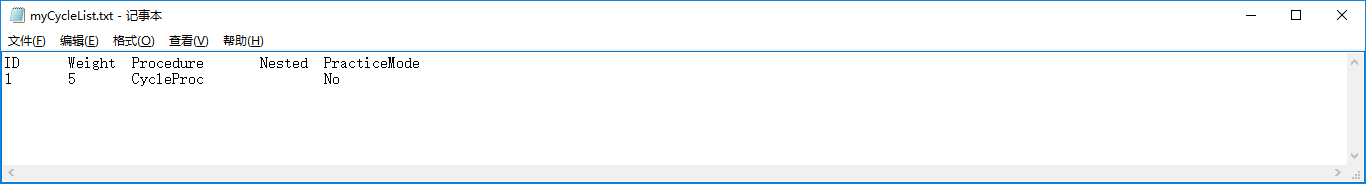 myCycleList.txt - 记事本
文件(F) 编辑(E) 格式(O) 查看(V) 帮助(H)
ID Weight Procedure Nested PracticeMode
1 5 CycleProc No